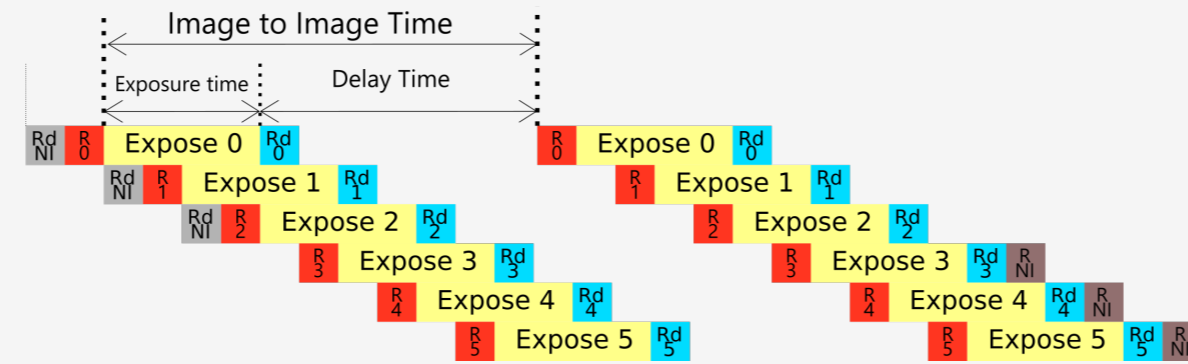 Image to Image Time
Exposure time Delay Time
Rd NI R 0 Expose 0 Rd 0 R 0 Expose 0 Rd 0
Rd NI R 1 Expose 1 Rd 1 R 1 Expose 1 Rd 1
Rd NI R 2 Expose 2 Rd 2 R 2 Expose 2 Rd 2
R 3 Expose 3 Rd 3 R 3 Expose 3 Rd 3 R NI
R 4 Expose 4 Rd 4 R 4 Expose 4 Rd 4 R NI
R 5 Expose 5 Rd 5 R 5 Expose 5 Rd 5 R NI